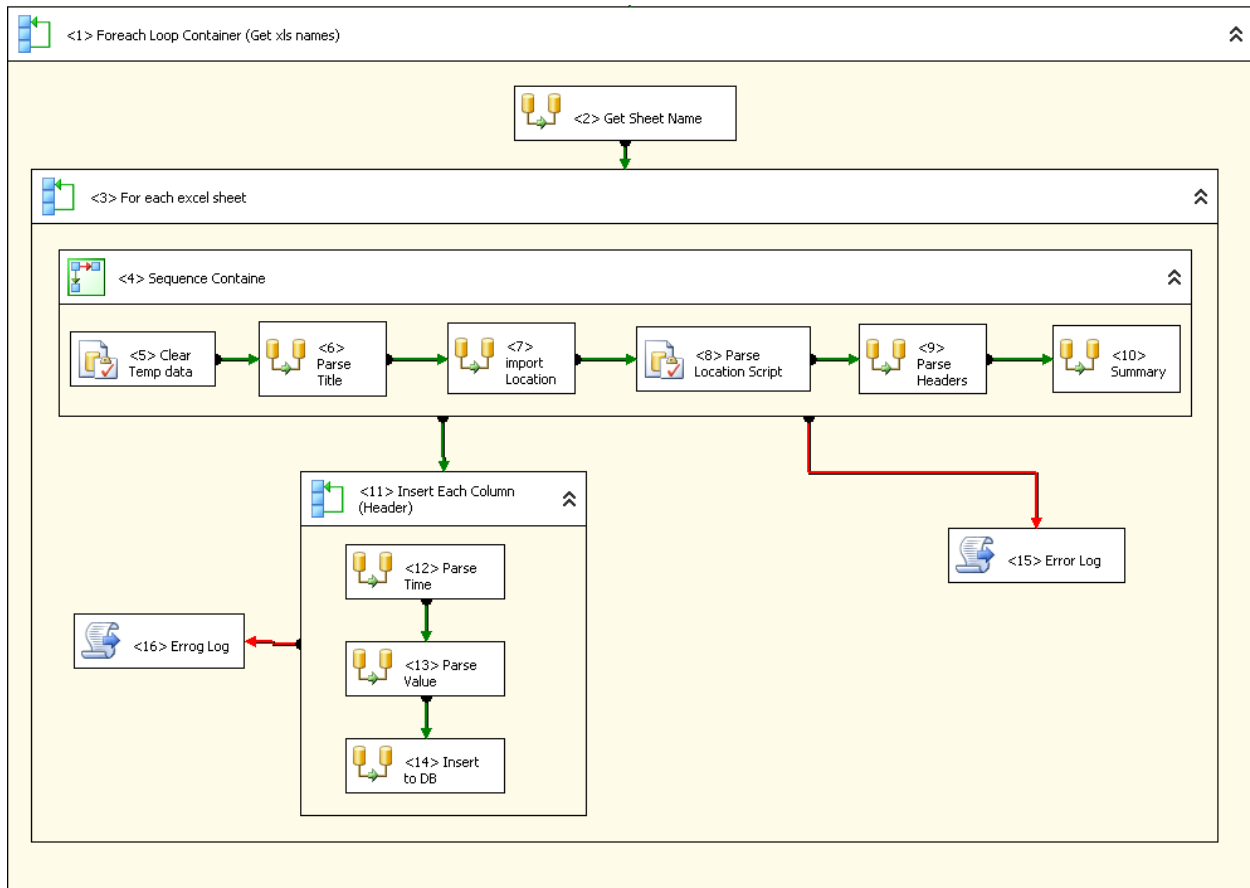 <1> Foreach Loop Container (Get xls names)
<2> Get Sheet Name
<3> For each excel sheet
<4> Sequence Containe
<5> Clear
Temp data
<6>
Parse
Title
<7>
import
Location
<8> Parse
Location Script
<9>
Parse
Headers
<10>
Summary
<11> Insert Each Column
(Header)
<12> Parse
Time
<15> Error Log
<16> Errog Log
<13> Parse
Value
<14> Insert
to DB